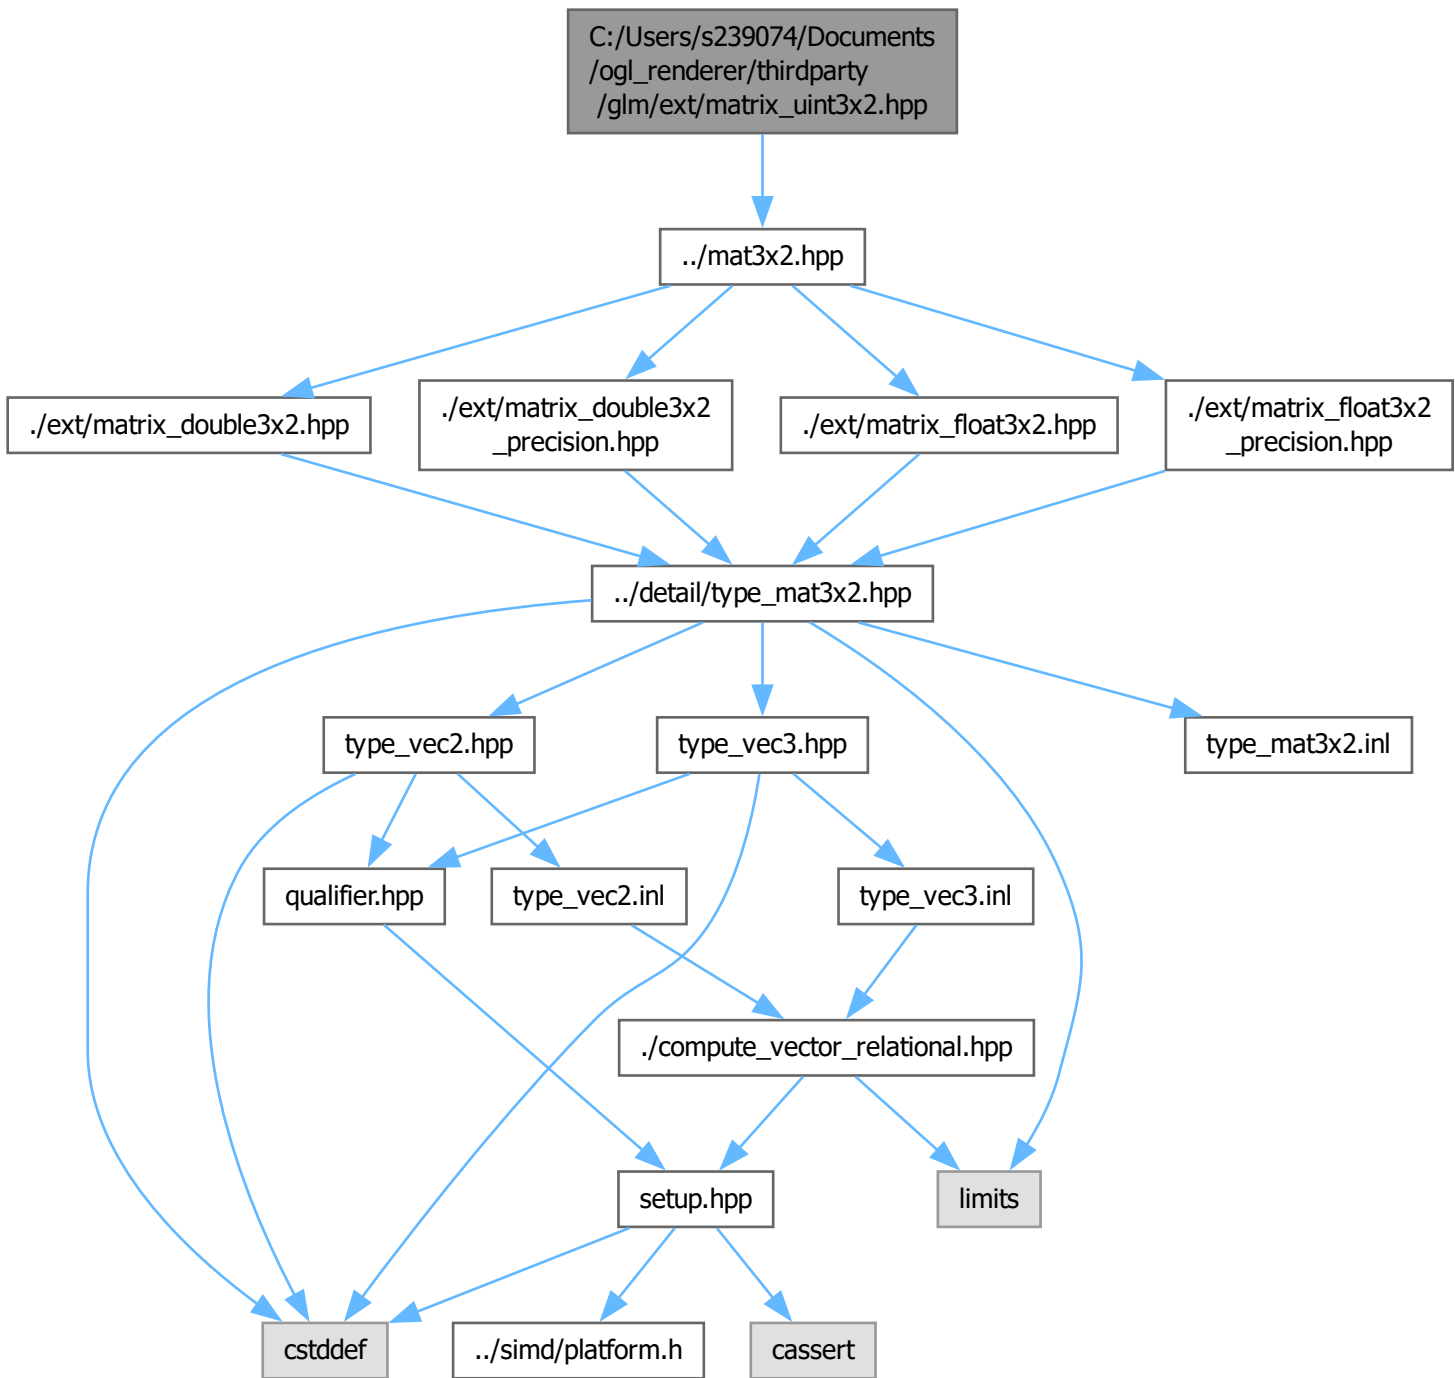 C:/Users/s239074/Documents
/ogl_renderer/thirdparty
/glm/ext/matrix_uint3x2.hpp
../mat3x2.hpp
./ext/matrix_double3x2.hpp
./ext/matrix_double3x2
_precision.hpp
./ext/matrix_float3x2.hpp
./ext/matrix_float3x2
_precision.hpp
../detail/type_mat3x2.hpp
type_vec2.hpp
type_vec3.hpp
type_mat3x2.inl
qualifier.hpp
type_vec2.inl
type_vec3.inl
./compute_vector_relational.hpp
setup.hpp
limits
cstddef
../simd/platform.h
cassert